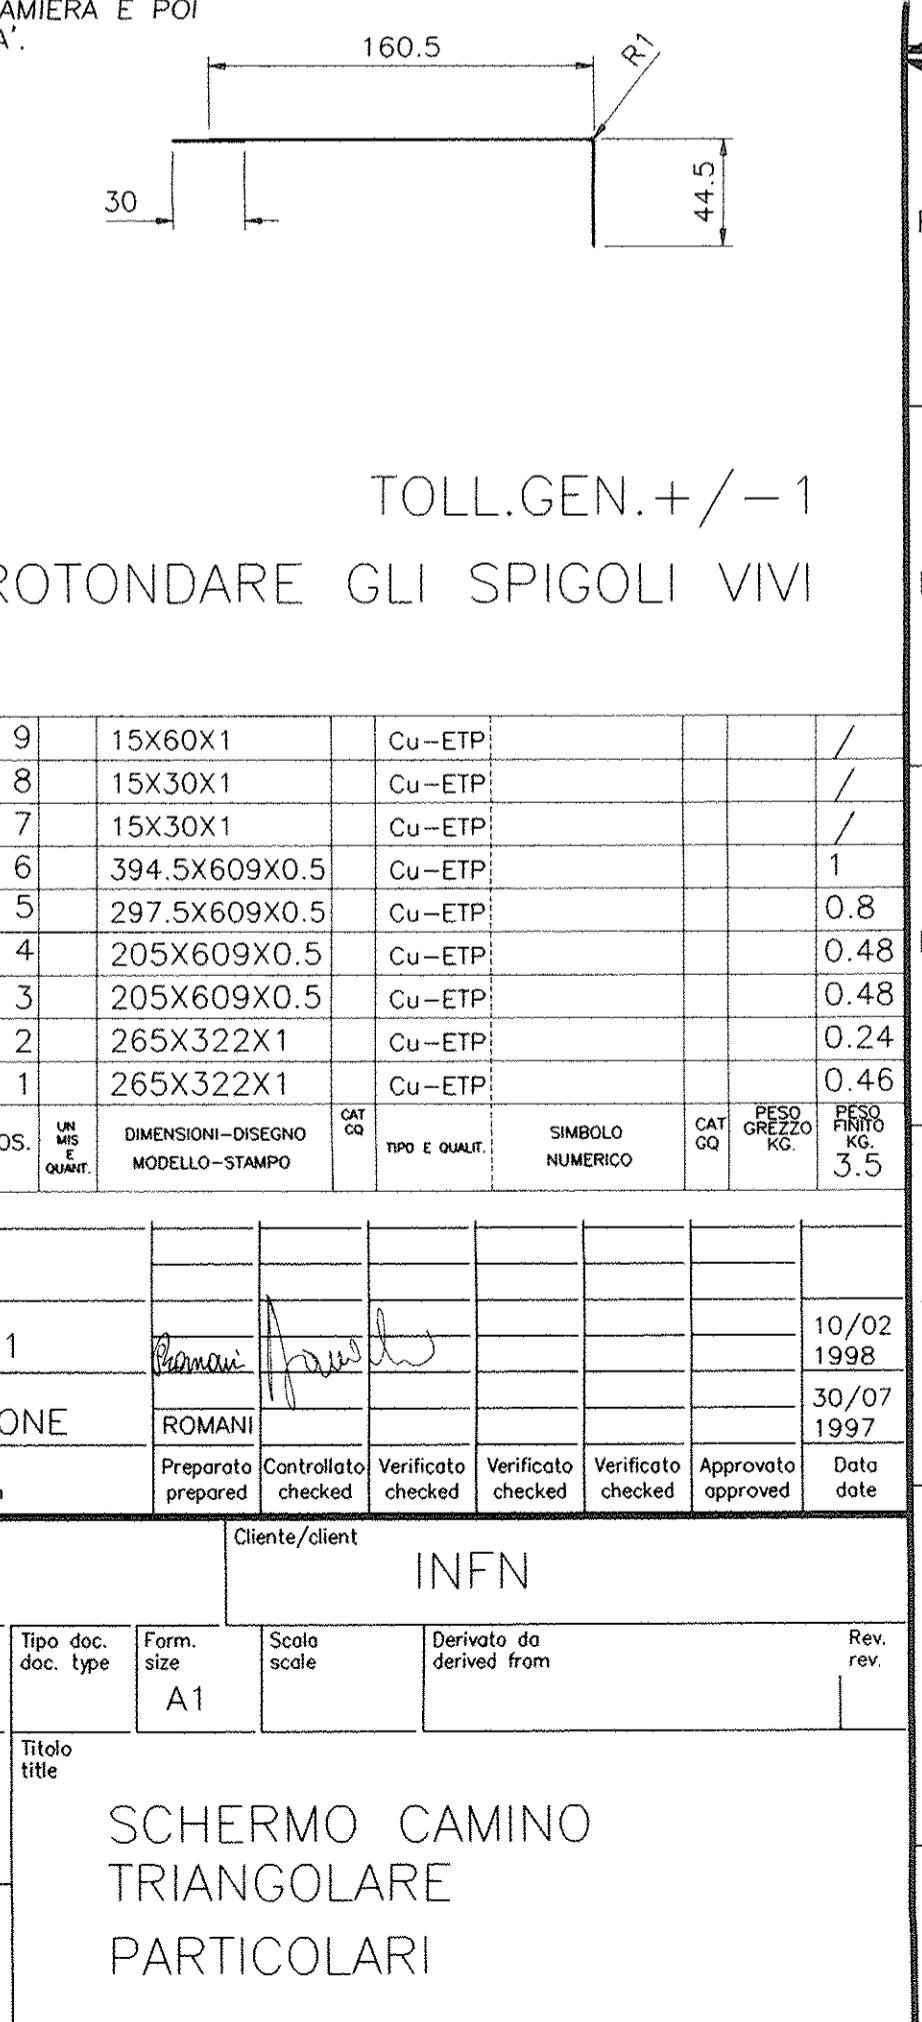 AMIERA E POI
A'.
160.5
R1
30
44.5
TOLL.GEN.+/-1
ROTONDARE GLI SPIGOLI VIVI
9 15X60X1 Cu-ETP /
8 15X30X1 Cu-ETP /
7 15X30X1 Cu-ETP /
6 394.5X609X0.5 Cu-ETP 1
5 297.5X609X0.5 Cu-ETP 0.8
4 205X609X0.5 Cu-ETP 0.48
3 205X609X0.5 Cu-ETP 0.48
2 265X322X1 Cu-ETP 0.24
1 265X322X1 Cu-ETP 0.46
OS.
UN
MIS
E
QUANT.
DIMENSIONI-DISEGNO
MODELLO-STAMPO
CAT
CQ
TIPO E QUALIT.
SIMBOLO
NUMERICO
CAT
GQ
PESO
GREZZO
KG.
PESO
FINITO
KG.
3.5
1
Romani
10/02
1998
ONE
ROMANI
30/07
1997
Preparato
prepared
Controllato
checked
Verificato
checked
Verificato
checked
Verificato
checked
Approvato
approved
Data
date
Cliente/client
INFN
Tipo doc.
doc. type
Form.
size
A1
Scala
scale
Derivato da
derived from
Rev.
rev.
Titolo
title
SCHERMO CAMINO
TRIANGOLARE
PARTICOLARI